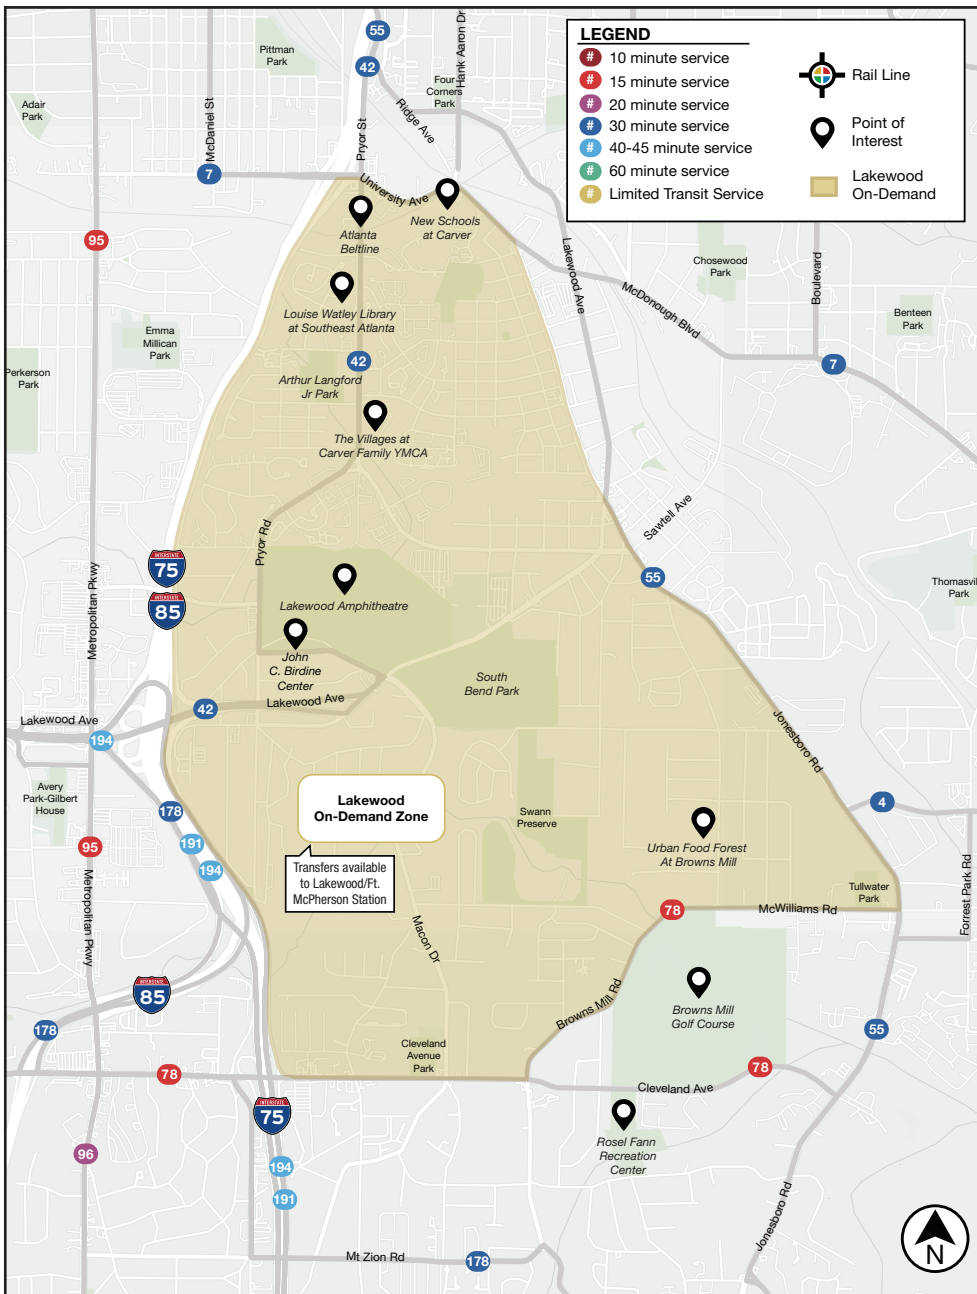 LEGEND
# 10 minute service
# 15 minute service
# 20 minute service
# 30 minute service
# 40-45 minute service
# 60 minute service
# Limited Transit Service
Rail Line
Point of
Interest
Lakewood
On-Demand
55
42
Pittman
Park
Hank Aaron Dr
Four
Corners
Park
Adair
Park
McDaniel St
Pryor St
Ridge Ave
7
University Ave
New Schools
at Carver
Atlanta
Beltline
95
Lakewood Ave
Chosewood
Park
Boulevard
McDonough Blvd
Benteen
Park
Louise Watley Library
at Southeast Atlanta
Emma
Millican
Park
Perkerson
Park
42
7
Arthur Langford
Jr Park
The Villages at
Carver Family YMCA
Sawtell Ave
Pryor Rd
INTERSTATE
75
INTERSTATE
85
55
Thomasvil
Park
Metropolitan Pkwy
Lakewood Amphitheatre
John
C. Birdine
Center
South
Bend Park
Lakewood Ave
42
Lakewood Ave
194
Jonesboro Rd
Avery
Park-Gilbert
House
178
Lakewood
On-Demand Zone
Swann
Preserve
4
191
95
194
Urban Food Forest
At Browns Mill
Transfers available
to Lakewood/Ft.
McPherson Station
Tullwater
Park
Forrest Park Rd
78
McWilliams Rd
Metropolitan Pkwy
Macon Dr
INTERSTATE
85
Browns Mill Rd
Browns Mill
Golf Course
178
55
Cleveland
Avenue
Park
78
78
Cleveland Ave
INTERSTATE
75
96
Rosel Fann
Recreation
Center
194
191
Jonesboro Rd
Mt Zion Rd
178
N